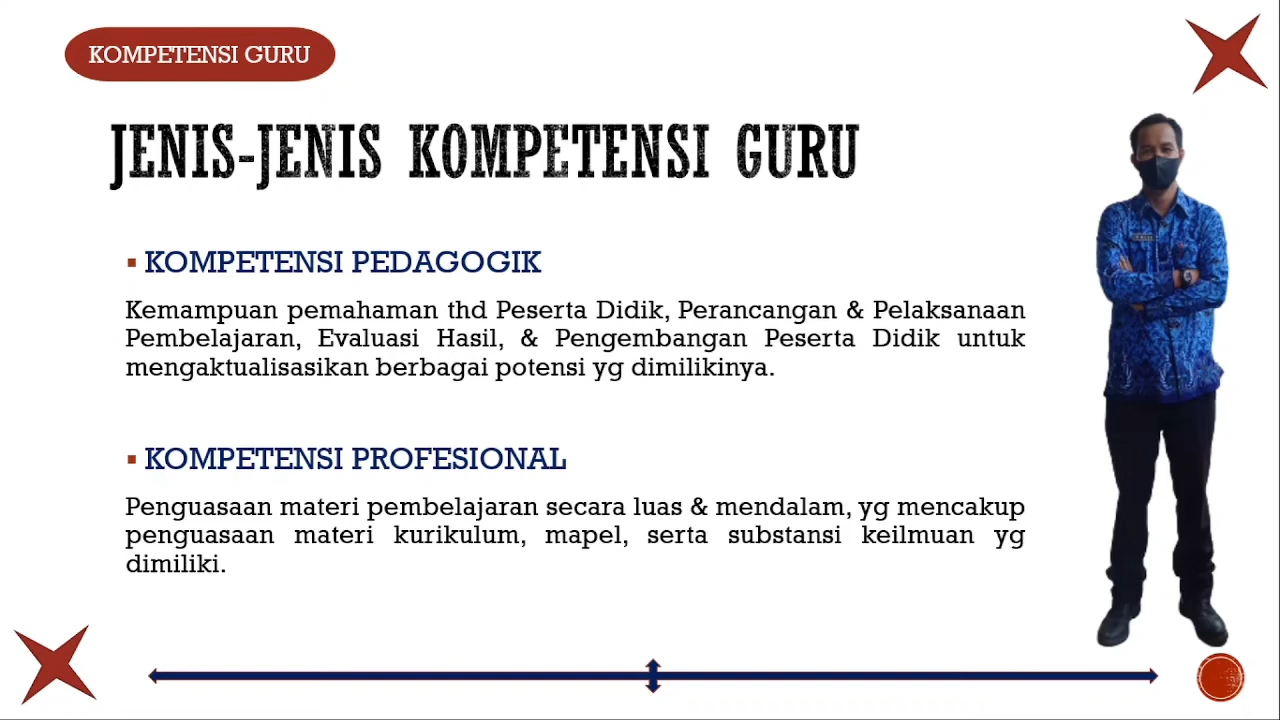 KOMPETENSI GURU
JENIS-JENIS KOMPETENSI GURU
▪ KOMPETENSI PEDAGOGIK
Kemampuan pemahaman thd Peserta Didik, Perancangan & Pelaksanaan
Pembelajaran, Evaluasi Hasil, & Pengembangan Peserta Didik untuk
mengaktualisasikan berbagai potensi yg dimilikinya.
▪ KOMPETENSI PROFESIONAL
Penguasaan materi pembelajaran secara luas & mendalam, yg mencakup
penguasaan materi kurikulum, mapel, serta substansi keilmuan yg
dimiliki.